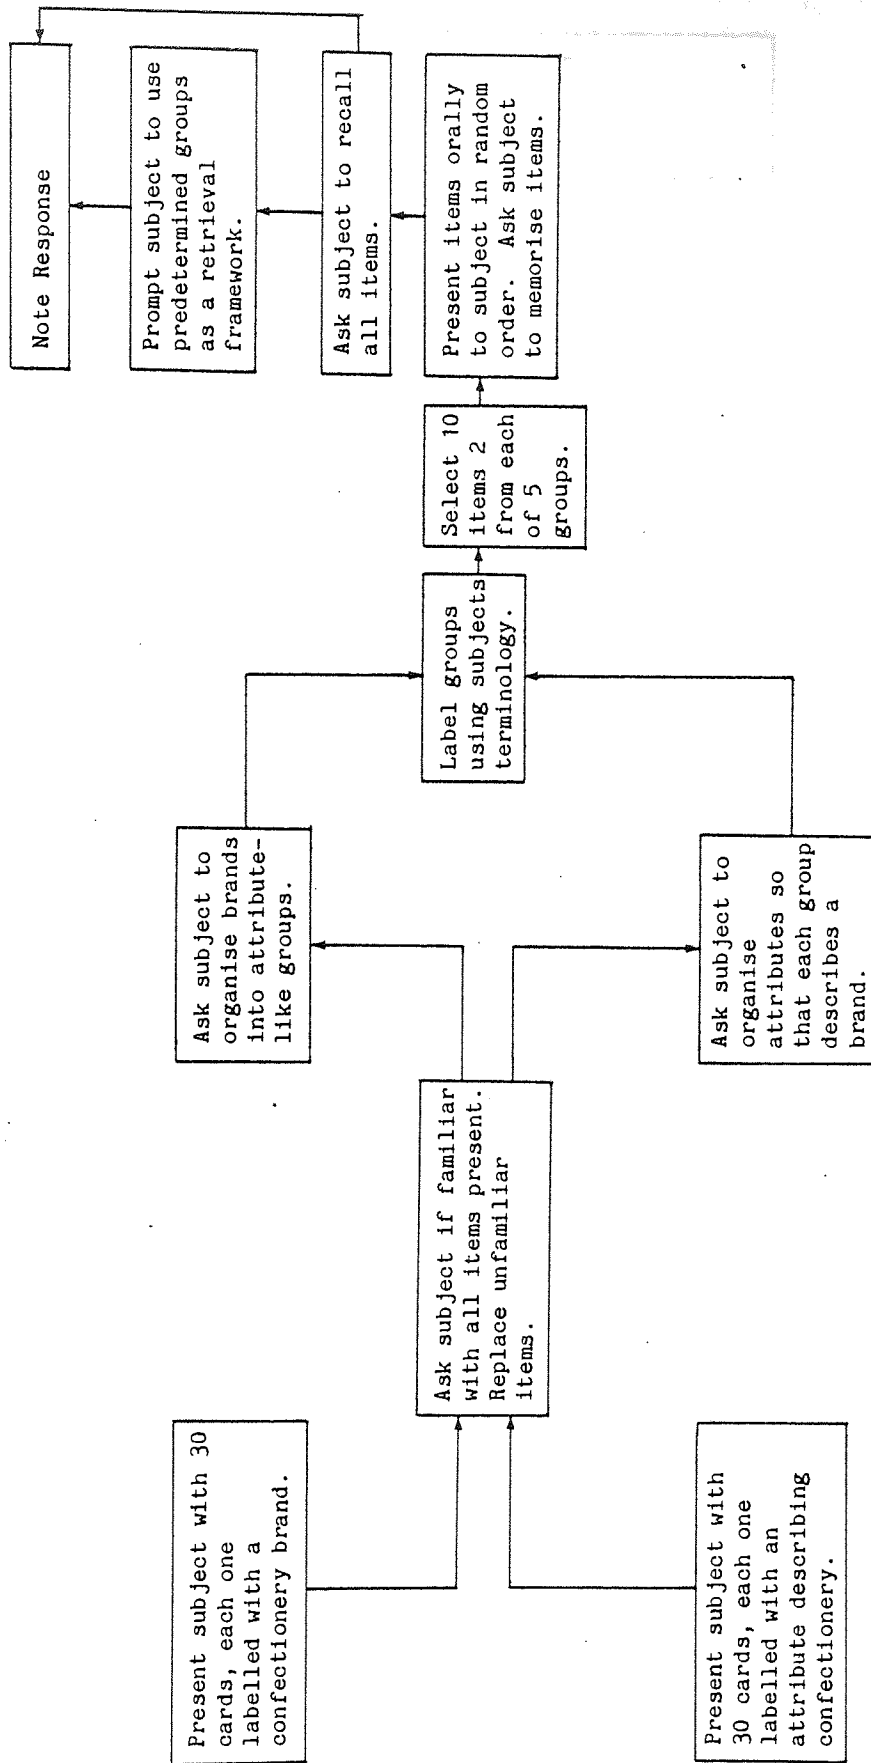 Present subject with 30
cards, each one
labelled with a
confectionery brand.
Present subject with
30 cards, each one
labelled with an
attribute describing
confectionery.
Ask subject if familiar
with all items present.
Replace unfamiliar
items.
Ask subject to
organise brands
into attribute-
like groups.
Ask subject to
organise
attributes so
that each group
describes a
brand.
Label groups
using subjects
terminology.
Select 10
items 2
from each
of 5
groups.
Present items orally
to subject in random
order. Ask subject
to memorise items.
Ask subject to recall
all items.
Prompt subject to use
predetermined groups
as a retrieval
framework.
Note Response